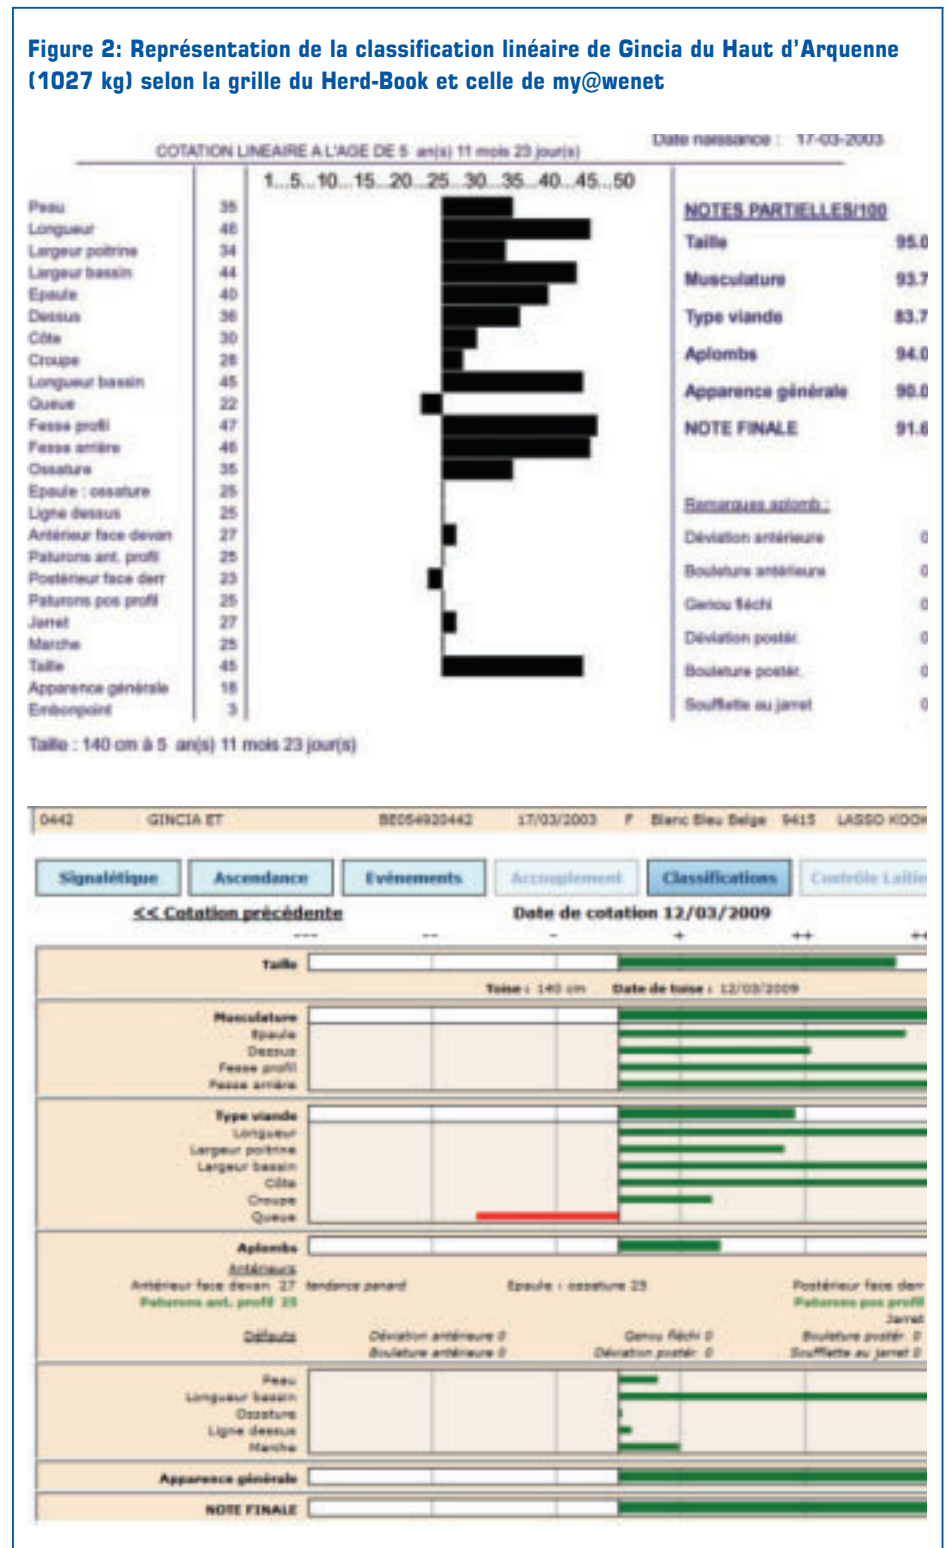 Figure 2: Représentation de la classification linéaire de Gincia du Haut d'Arquenne
(1027 kg) selon la grille du Herd-Book et celle de my@wenet
Date naissance : 17-03-2003
COTATION LINEAIRE A L'AGE DE 5 an(s) 11 mois 23 jour(s)
1...5...10...15...20...25...30...35...40...45...50
Peau 35
Longueur 46
Largeur poitrine 34
Largeur bassin 44
Epaule 40
Dessus 36
Côte 30
Croupe 28
Longueur bassin 45
Queue 22
Fesse profil 47
Fesse arrière 46
Ossature 35
Epaule : ossature 25
Ligne dessus 25
Antérieur face devan 27
Paturons ant. profil 25
Postérieur face derr 23
Paturons pos profil 25
Jarret 27
Marche 25
Taille 45
Apparence générale 18
Embonpoint 3
NOTES PARTIELLES/100
Taille 95.0
Musculature 93.7
Type viande 83.7
Aplombs 94.0
Apparence générale 90.0
NOTE FINALE 91.6
Remarques aplomb :
Déviation antérieure 0
Bouleture antérieure 0
Genou fléchi 0
Déviation postér. 0
Bouleture postér. 0
Soufflette au jarret 0
Taille : 140 cm à 5 an(s) 11 mois 23 jour(s)
0442 GINCIA ET BE054920442 17/03/2003 F Blanc Bleu Belge 9415 LASSO
Signalétique Ascendance Evénements Accouplement Classifications Contrôle Laitie
<< Cotation précédente Date de cotation 12/03/2009
--- -- - + ++ ++
Taille
Toise : 140 cm Date de toise : 12/03/2009
Musculature
Epaule
Dessus
Fesse profil
Fesse arrière
Type viande
Longueur
Largeur poitrine
Largeur bassin
Côte
Croupe
Queue
Aplombs
Antérieurs
Antérieur face devan 27 tendance panard Epaule : ossature 25 Postérieur face derr
Paturons ant. profil 25 Paturons pos profil
Jarret
Défauts Déviation antérieure 0 Genou fléchi 0 Bouleture postér 0
Bouleture antérieure 0 Déviation postér 0 Soufflette au jarret 0
Peau
Longueur bassin
Ossature
Ligne dessus
Marche
Apparence générale
NOTE FINALE